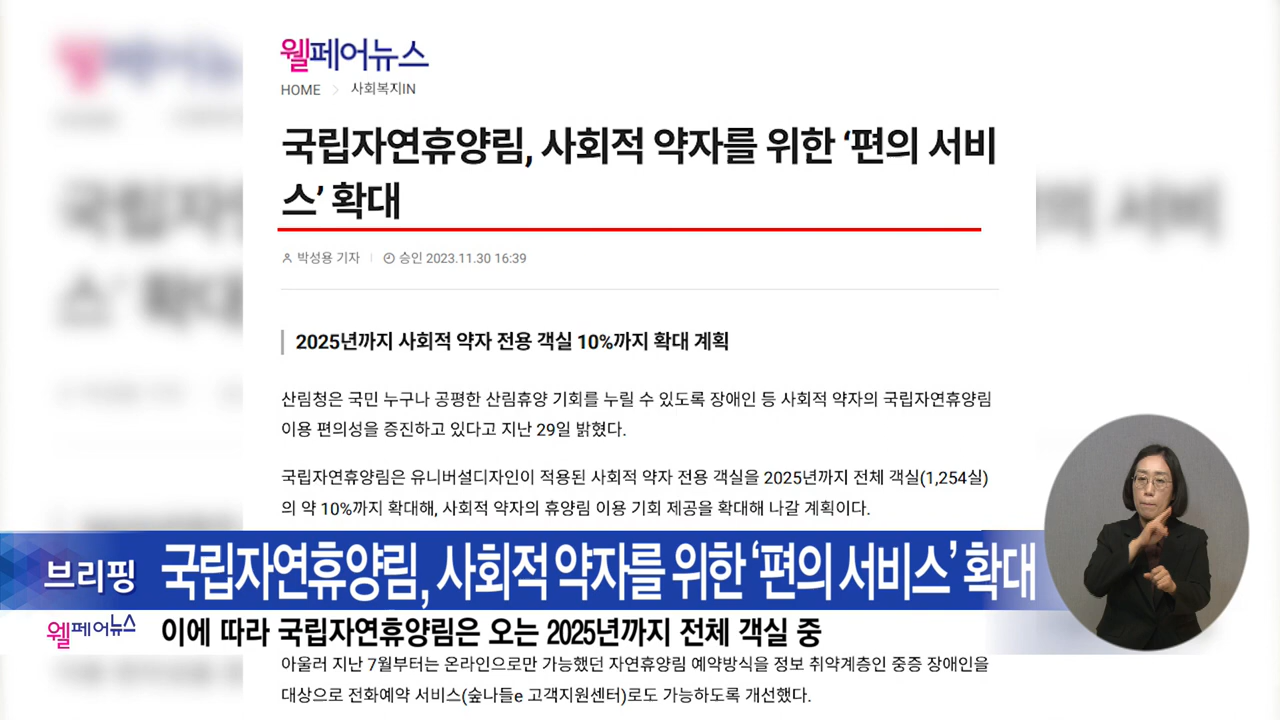 웰페어뉴스
HOME > 사회복지IN
국립자연휴양림, 사회적 약자를 위한 ‘편의 서비
스’ 확대
박성용 기자 | 승인 2023.11.30 16:39
2025년까지 사회적 약자 전용 객실 10%까지 확대 계획
산림청은 국민 누구나 공평한 산림휴양 기회를 누릴 수 있도록 장애인 등 사회적 약자의 국립자연휴양림
이용 편의성을 증진하고 있다고 지난 29일 밝혔다.
국립자연휴양림은 유니버설디자인이 적용된 사회적 약자 전용 객실을 2025년까지 전체 객실(1,254실)
의 약 10%까지 확대해, 사회적 약자의 휴양림 이용 기회 제공을 확대해 나갈 계획이다.
브리핑 국립자연휴양림, 사회적 약자를 위한 ‘편의 서비스’ 확대
웰페어뉴스 이에 따라 국립자연휴양림은 오는 2025년까지 전체 객실 중
아울러 지난 7월부터는 온라인으로만 가능했던 자연휴양림 예약방식을 정보 취약계층인 중증 장애인을
대상으로 전화예약 서비스(숲나들e 고객지원센터)로도 가능하도록 개선했다.